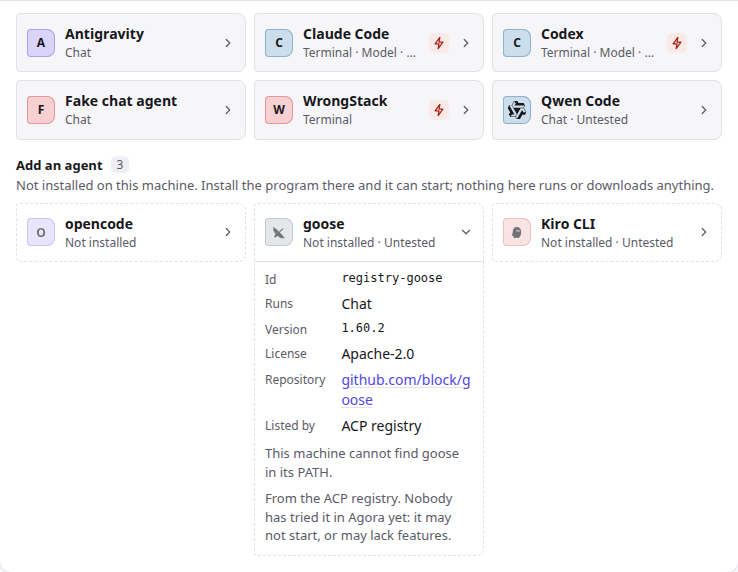 A
Antigravity
Chat
C
Claude Code
Terminal · Model · ...
C
Codex
Terminal · Model · ...
F
Fake chat agent
Chat
W
WrongStack
Terminal
Qwen Code
Chat · Untested
Add an agent 3
Not installed on this machine. Install the program there and it can start; nothing here runs or downloads anything.
O
opencode
Not installed
goose
Not installed · Untested
Kiro CLI
Not installed · Untested
Id registry-goose
Runs Chat
Version 1.60.2
License Apache-2.0
Repository github.com/block/g
oose
Listed by ACP registry
This machine cannot find goose
in its PATH.
From the ACP registry. Nobody
has tried it in Agora yet: it may
not start, or may lack features.